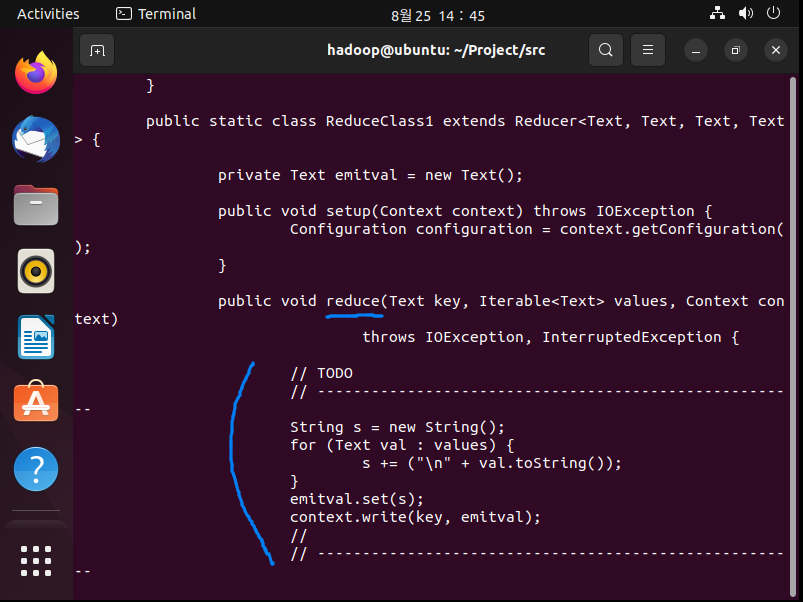 Activities Terminal 8월 25 14：45
hadoop@ubuntu: ~/Project/src
}
public static class ReduceClass1 extends Reducer<Text, Text, Text, Text
> {
private Text emitval = new Text();
public void setup(Context context) throws IOException {
Configuration configuration = context.getConfiguration(
);
}
public void reduce(Text key, Iterable<Text> values, Context con
text)
throws IOException, InterruptedException {
// TODO
// ----------------------------------------------------
--
String s = new String();
for (Text val : values) {
s += ("\n" + val.toString());
}
emitval.set(s);
context.write(key, emitval);
//
// ----------------------------------------------------
--